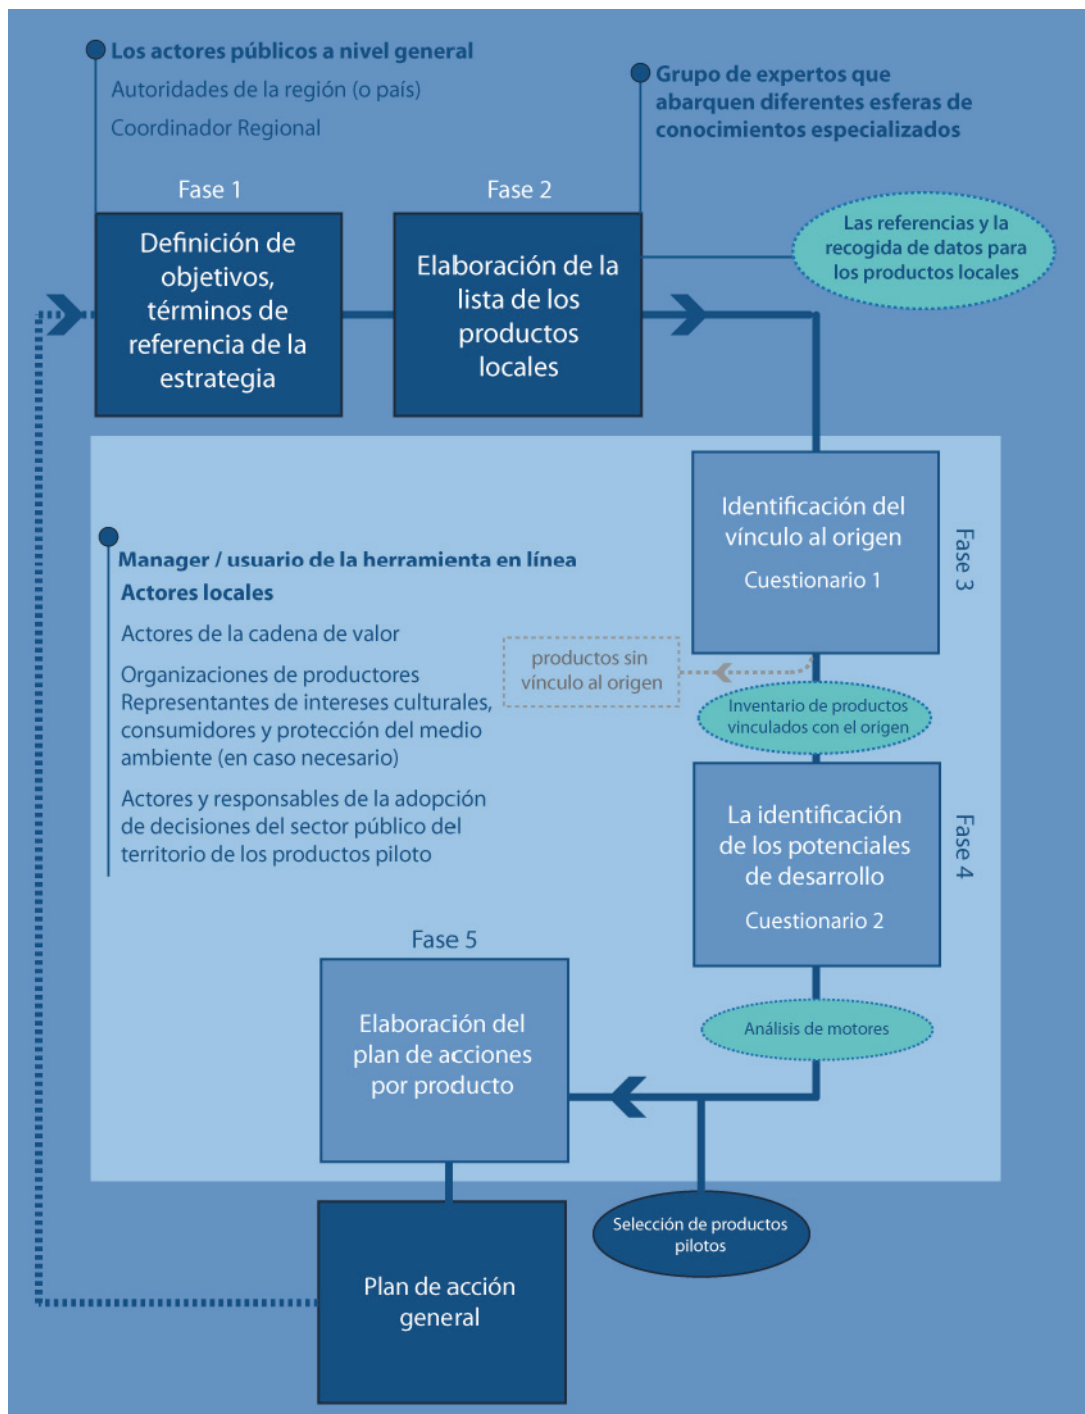 Los actores públicos a nivel general
Autoridades de la región (o país)
Coordinador Regional
Grupo de expertos que
abarquen diferentes esferas de
conocimientos especializados
Fase 1
Definición de
objetivos,
términos de
referencia de la
estrategia
Fase 2
Elaboración de la
lista de los
productos
locales
Las referencias y la
recogida de datos para
los productos locales
Identificación del
vínculo al origen
Cuestionario 1
Fase 3
Manager / usuario de la herramienta en línea
Actores locales
Actores de la cadena de valor
Organizaciones de productores
Representantes de intereses culturales,
consumidores y protección del medio
ambiente (en caso necesario)
Actores y responsables de la adopción
de decisiones del sector público del
territorio de los productos piloto
productos sin
vínculo al origen
Inventario de productos
vinculados con el origen
La identificación
de los potenciales
de desarrollo
Cuestionario 2
Fase 4
Análisis de motores
Fase 5
Elaboración del
plan de acciones
por producto
Selección de productos
pilotos
Plan de acción
general